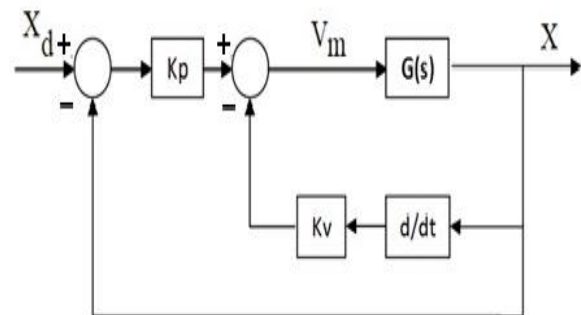 Xd + - Kp + - Vm G(s) X
Kv d/dt